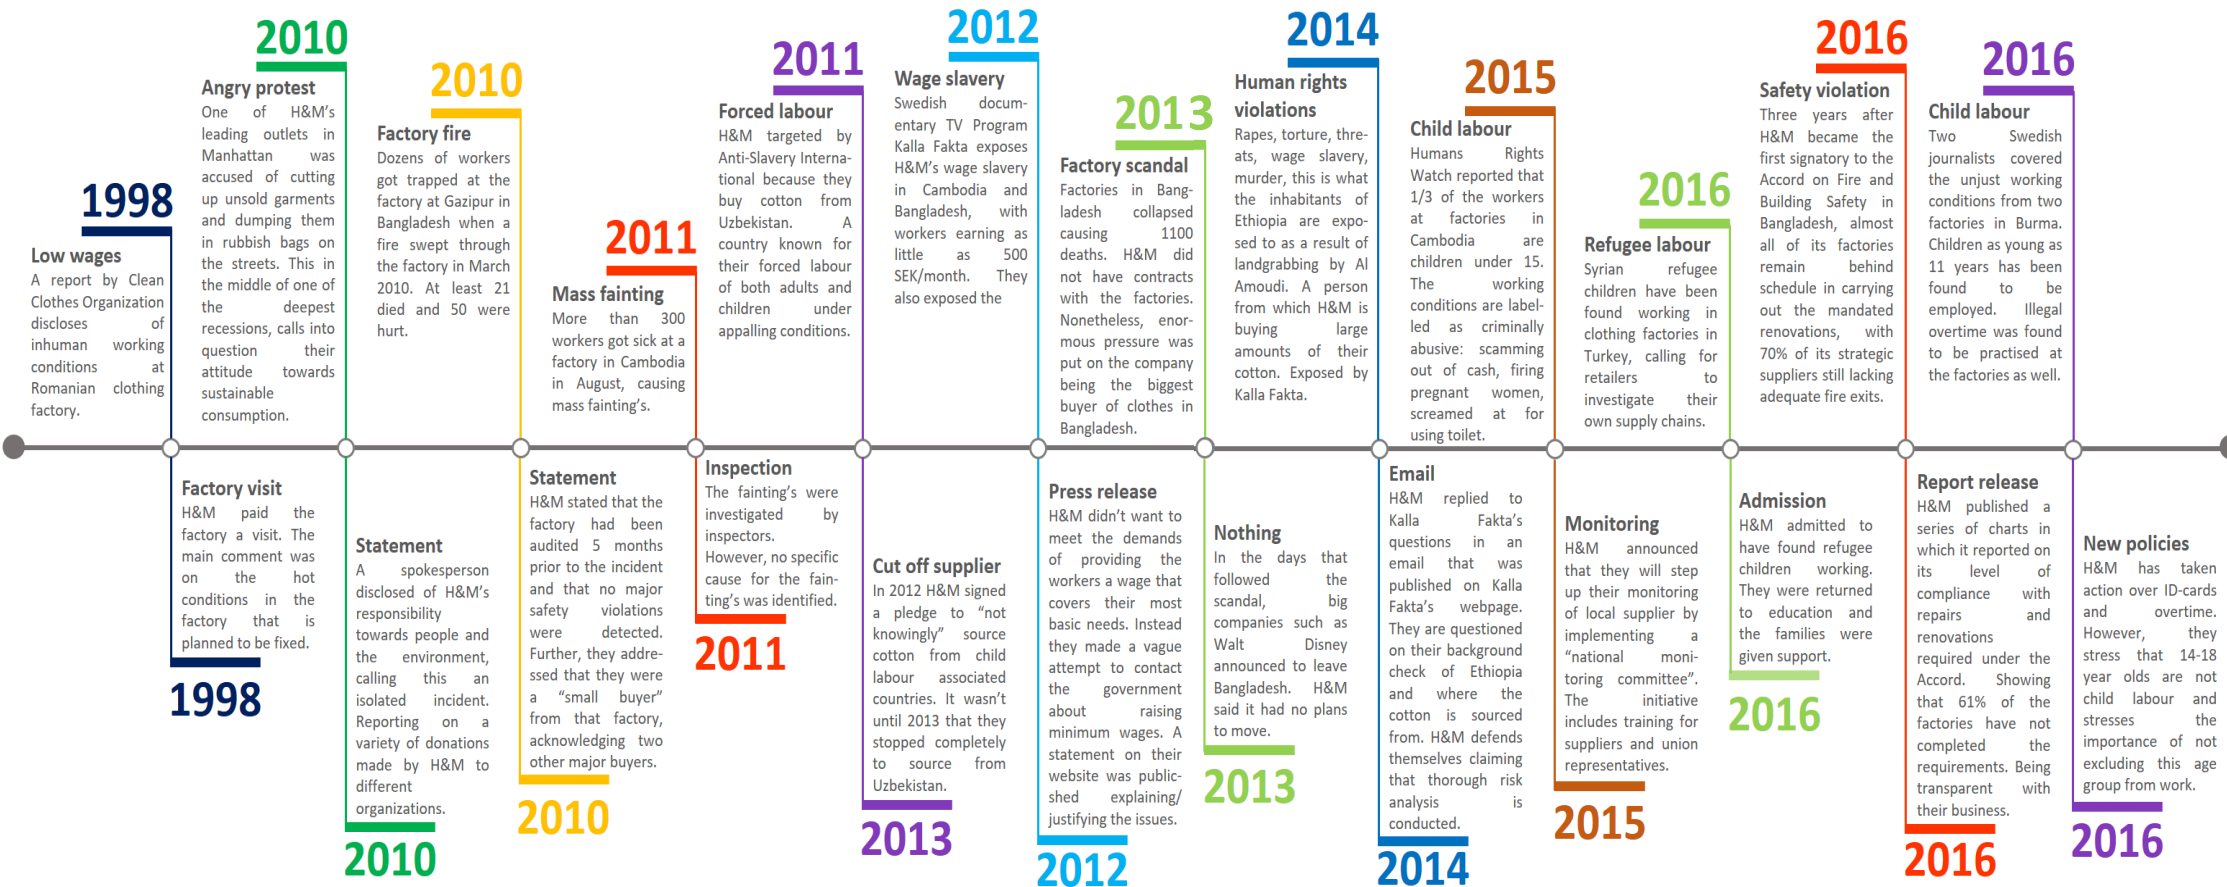 1998
Low wages
A report by Clean
Clothes Organization
discloses of
inhuman working
conditions at
Romanian clothing
factory.
Factory visit
H&M paid the
factory a visit. The
main comment was
on the hot
conditions in the
factory that is
planned to be fixed.
1998
2010
Angry protest
One of H&M's
leading outlets in
Manhattan was
accused of cutting
up unsold garments
and dumping them
in rubbish bags on
the streets. This in
the middle of one of
the deepest
recessions, calls into
question their
attitude towards
sustainable
consumption.
Statement
A spokesperson
disclosed of H&M's
responsibility
towards people and
the environment,
calling this an
isolated incident.
Reporting on a
variety of donations
made by H&M to
different
organizations.
2010
2010
Factory fire
Dozens of workers
got trapped at the
factory at Gazipur in
Bangladesh when a
fire swept through
the factory in March
2010. At least 21
died and 50 were
hurt.
Statement
H&M stated that the
factory had been
audited 5 months
prior to the incident
and that no major
safety violations
were detected.
Further, they addre-
ssed that they were
a "small buyer"
from that factory,
acknowledging two
other major buyers.
2010
2011
Mass fainting
More than 300
workers got sick at a
factory in Cambodia
in August, causing
mass fainting's.
Inspection
The fainting's were
investigated by
inspectors.
However, no specific
cause for the fain-
ting's was identified.
2011
2011
Forced labour
H&M targeted by
Anti-Slavery Interna-
tional because they
buy cotton from
Uzbekistan. A
country known for
their forced labour
of both adults and
children under
appalling conditions.
Cut off supplier
In 2012 H&M signed
a pledge to "not
knowingly" source
cotton from child
labour associated
countries. It wasn't
until 2013 that they
stopped completely
to source from
Uzbekistan.
2013
2012
Wage slavery
Swedish docum-
entary TV Program
Kalla Fakta exposes
H&M's wage slavery
in Cambodia and
Bangladesh, with
workers earning as
little as 500
SEK/month. They
also exposed the
Press release
H&M didn't want to
meet the demands
of providing the
workers a wage that
covers their most
basic needs. Instead
they made a vague
attempt to contact
the government
about raising
minimum wages. A
statement on their
website was public-
shed explaining/
justifying the issues.
2012
2013
Factory scandal
Factories in Bang-
ladesh collapsed
causing 1100
deaths. H&M did
not have contracts
with the factories.
Nonetheless, enor-
mous pressure was
put on the company
being the biggest
buyer of clothes in
Bangladesh.
Nothing
In the days that
followed the
scandal, big
companies such as
Walt Disney
announced to leave
Bangladesh. H&M
said it had no plans
to move.
2013
2014
Human rights
violations
Rapes, torture, thre-
ats, wage slavery,
murder, this is what
the inhabitants of
Ethiopia are expo-
sed to as a result of
landgrabbing by Al
Amoudi. A person
from which H&M is
buying large
amounts of their
cotton. Exposed by
Kalla Fakta.
Email
H&M replied to
Kalla Fakta's
questions in an
email that was
published on Kalla
Fakta's webpage.
They are questioned
on their background
check of Ethiopia
and where the
cotton is sourced
from. H&M defends
themselves claiming
that thorough risk
analysis is
conducted.
2014
2015
Child labour
Humans Rights
Watch reported that
1/3 of the workers
at factories in
Cambodia are
children under 15.
The working
conditions are label-
led as criminally
abusive: scamming
out of cash, firing
pregnant women,
screamed at for
using toilet.
Monitoring
H&M announced
that they will step
up their monitoring
of local supplier by
implementing a
"national moni-
toring committee".
The initiative
includes training for
suppliers and union
representatives.
2015
2016
Refugee labour
Syrian refugee
children have been
found working in
clothing factories in
Turkey, calling for
retailers to
investigate their
own supply chains.
Admission
H&M admitted to
have found refugee
children working.
They were returned
to education and
the families were
given support.
2016
2016
Safety violation
Three years after
H&M became the
first signatory to the
Accord on Fire and
Building Safety in
Bangladesh, almost
all of its factories
remain behind
schedule in carrying
out the mandated
renovations, with
70% of its strategic
suppliers still lacking
adequate fire exits.
Report release
H&M published a
series of charts in
which it reported on
its level of
compliance with
repairs and
renovations
required under the
Accord. Showing
that 61% of the
factories have not
completed the
requirements. Being
transparent with
their business.
2016
2016
Child labour
Two Swedish
journalists covered
the unjust working
conditions from two
factories in Burma.
Children as young as
11 years has been
found to be
employed. Illegal
overtime was found
to be practised at
the factories as well.
New policies
H&M has taken
action over ID-cards
and overtime.
However, they
stress that 14-18
year olds are not
child labour and
stresses the
importance of not
excluding this age
group from work.
2016